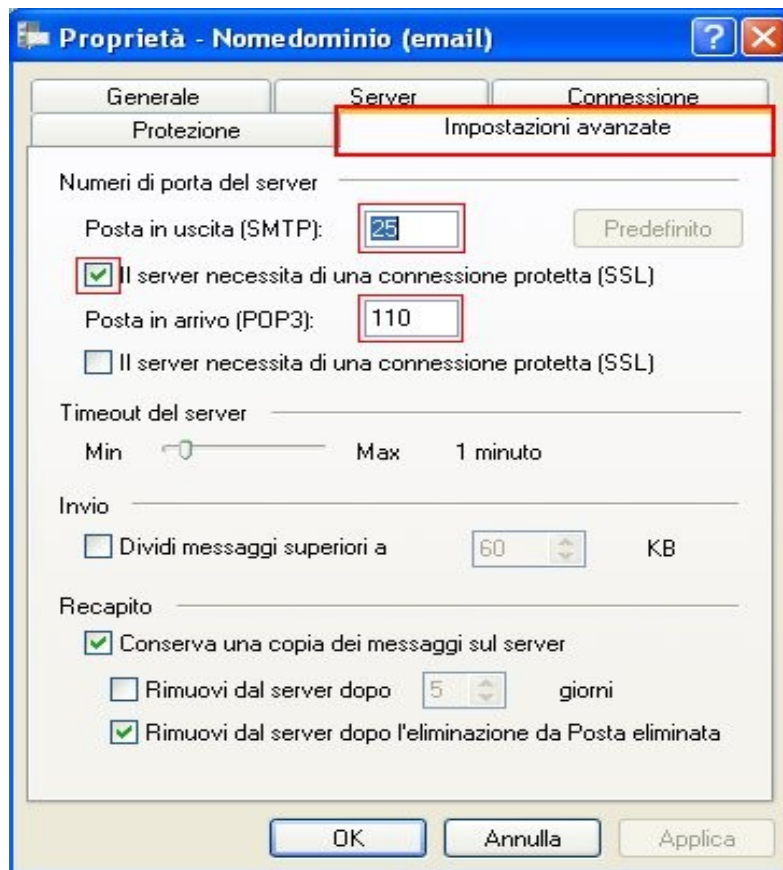 Proprietà - Nomedominio (email)
Generale Server Connessione
Protezione Impostazioni avanzate
Numeri di porta del server
Posta in uscita (SMTP): 25 Predefinito
Il server necessita di una connessione protetta (SSL)
Posta in arrivo (POP3): 110
Il server necessita di una connessione protetta (SSL)
Timeout del server
Min Max 1 minuto
Invio
Dividi messaggi superiori a 60 KB
Recapito
Conserva una copia dei messaggi sul server
Rimuovi dal server dopo 5 giorni
Rimuovi dal server dopo l'eliminazione da Posta eliminata
OK Annulla Applica